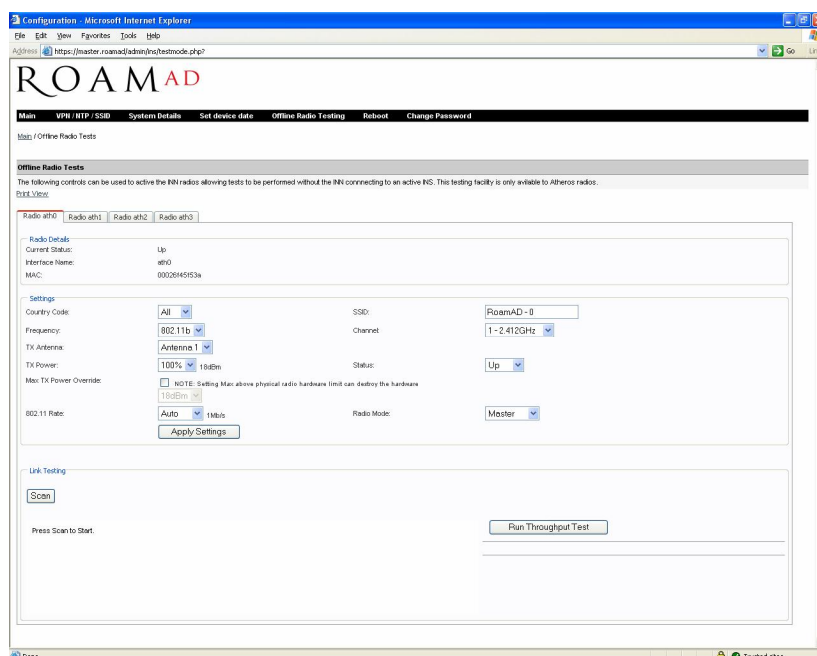 Configuration - Microsoft Internet Explorer
File Edit View Favorites Tools Help
Address https://master.roamad/admin/ins/testmode.php? Go
ROAMAD
Main VPN / NTP / SSID System Details Set device date Offline Radio Testing Reboot Change Password
Main / Offline Radio Tests
Offline Radio Tests
The following controls can be used to active the INN radios allowing tests to be performed without the INN connnecting to an active INS. This testing facility is only avilable to Atheros radios.
Print View
Radio ath0 Radio ath1 Radio ath2 Radio ath3
Radio Details
Current Status: Up
Interface Name: ath0
MAC: 00026f45f53a
Settings
Country Code: All SSID: RoamAD - 0
Frequency: 802.11b Channel 1 - 2.412GHz
TX Antenna: Antenna 1
TX Power: 100% 18dBm Status: Up
Max TX Power Override: NOTE: Setting Max above physical radio hardware limit can destroy the hardware
18dBm
802.11 Rate: Auto 1Mb/s Radio Mode: Master
Apply Settings
Link Testing
Scan
Press Scan to Start. Run Throughput Test